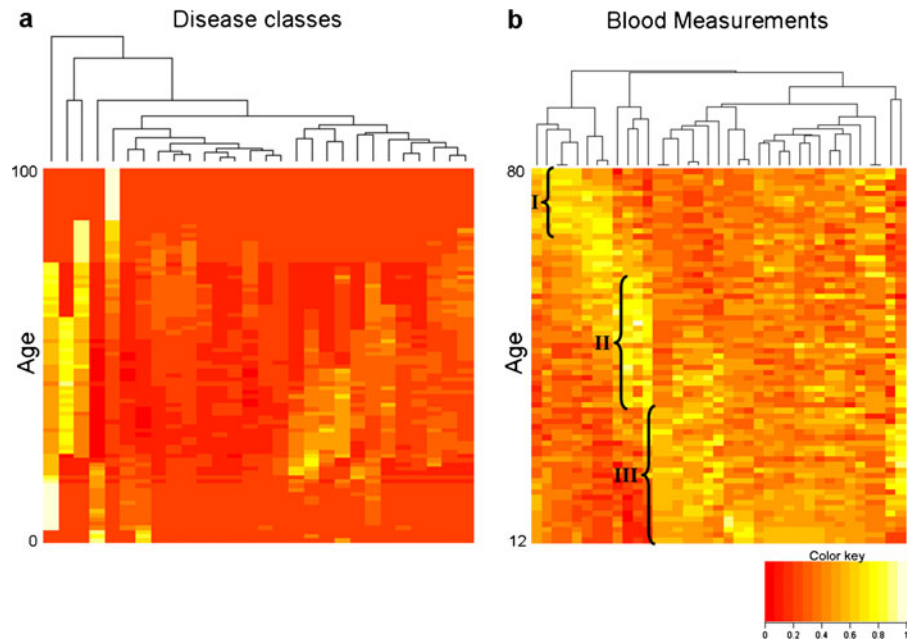 a Disease classes
100
Age
0
b Blood Measurements
80
I
II
Age
III
12
Color key
0 0.2 0.4 0.6 0.8 1